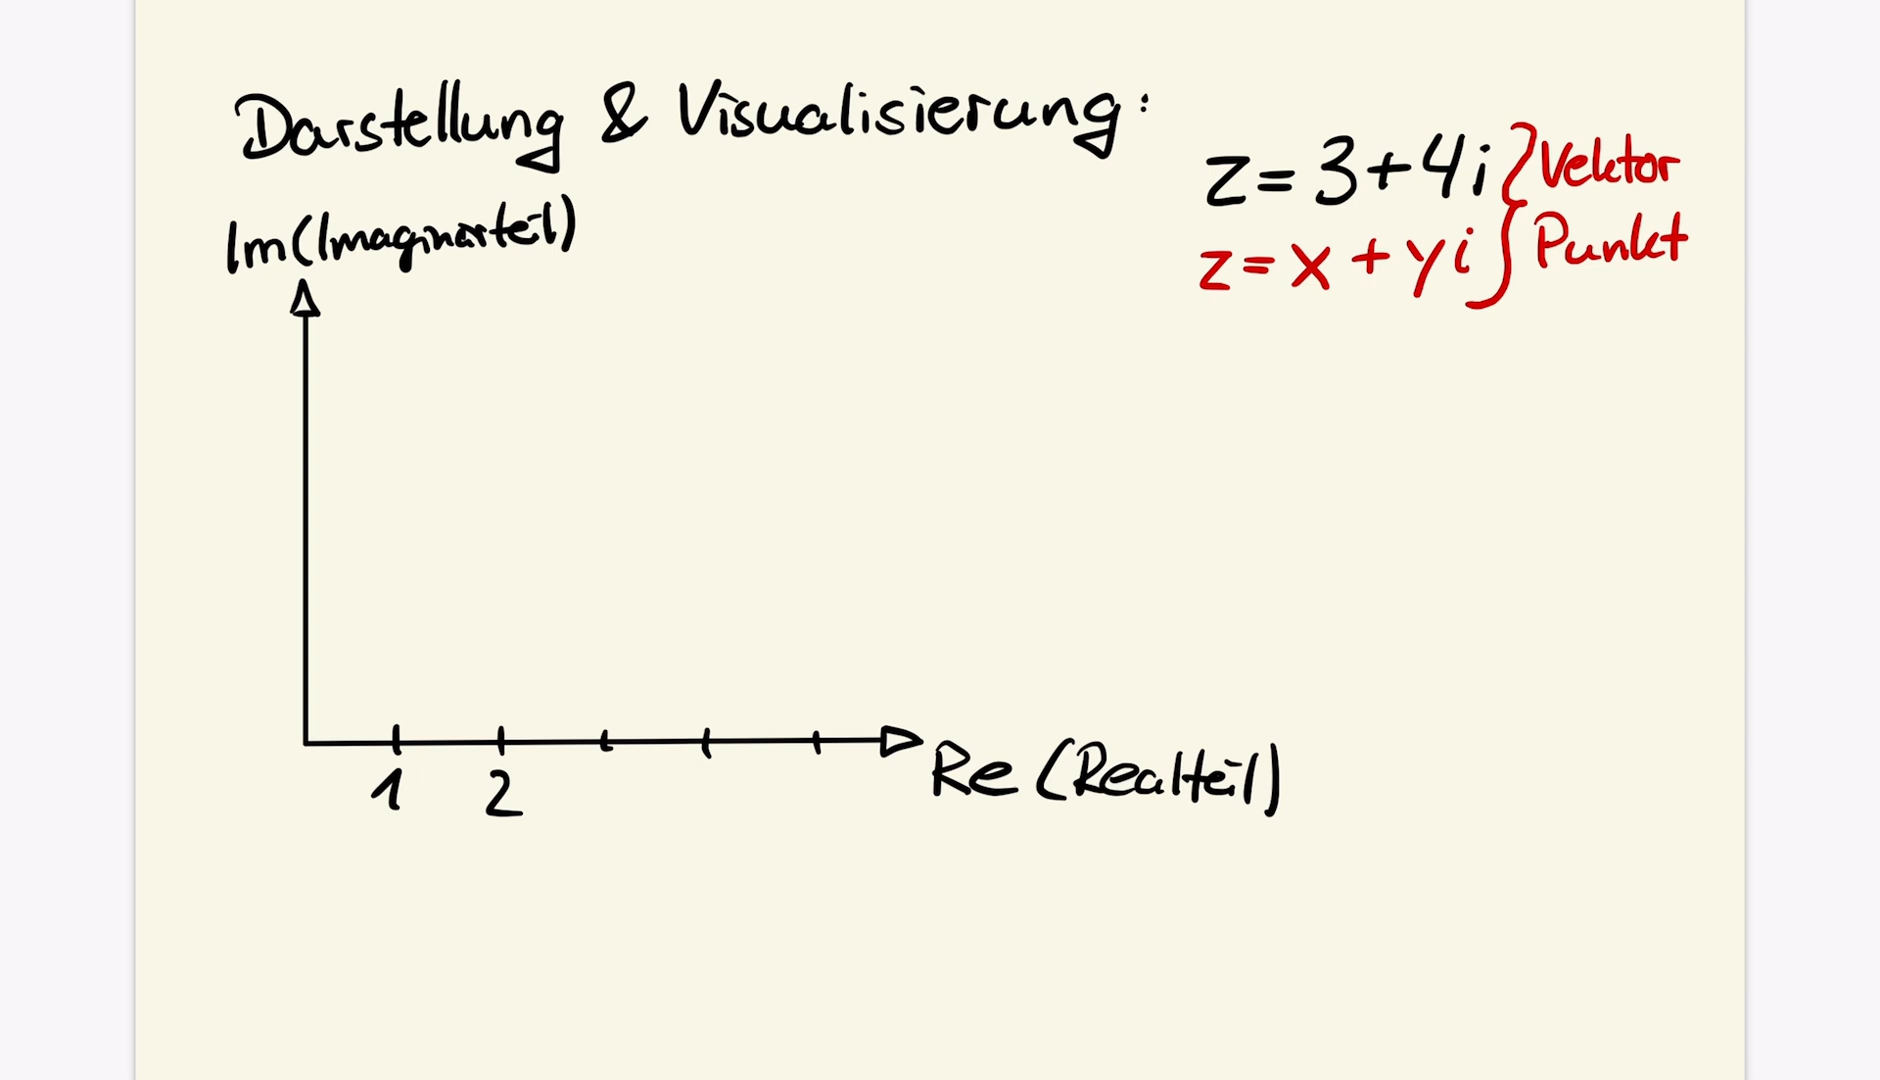 Darstellung & Visualisierung:
z = 3 + 4i } Vektor
z = x + yi } Punkt
Im (Imaginärteil)
1 2
Re (Realteil)